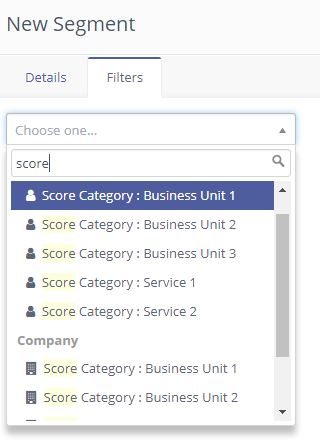 New Segment
Details
Filters
Choose one...
score
Score Category : Business Unit 1
Score Category : Business Unit 2
Score Category : Business Unit 3
Score Category : Service 1
Score Category : Service 2
Company
Score Category : Business Unit 1
Score Category : Business Unit 2